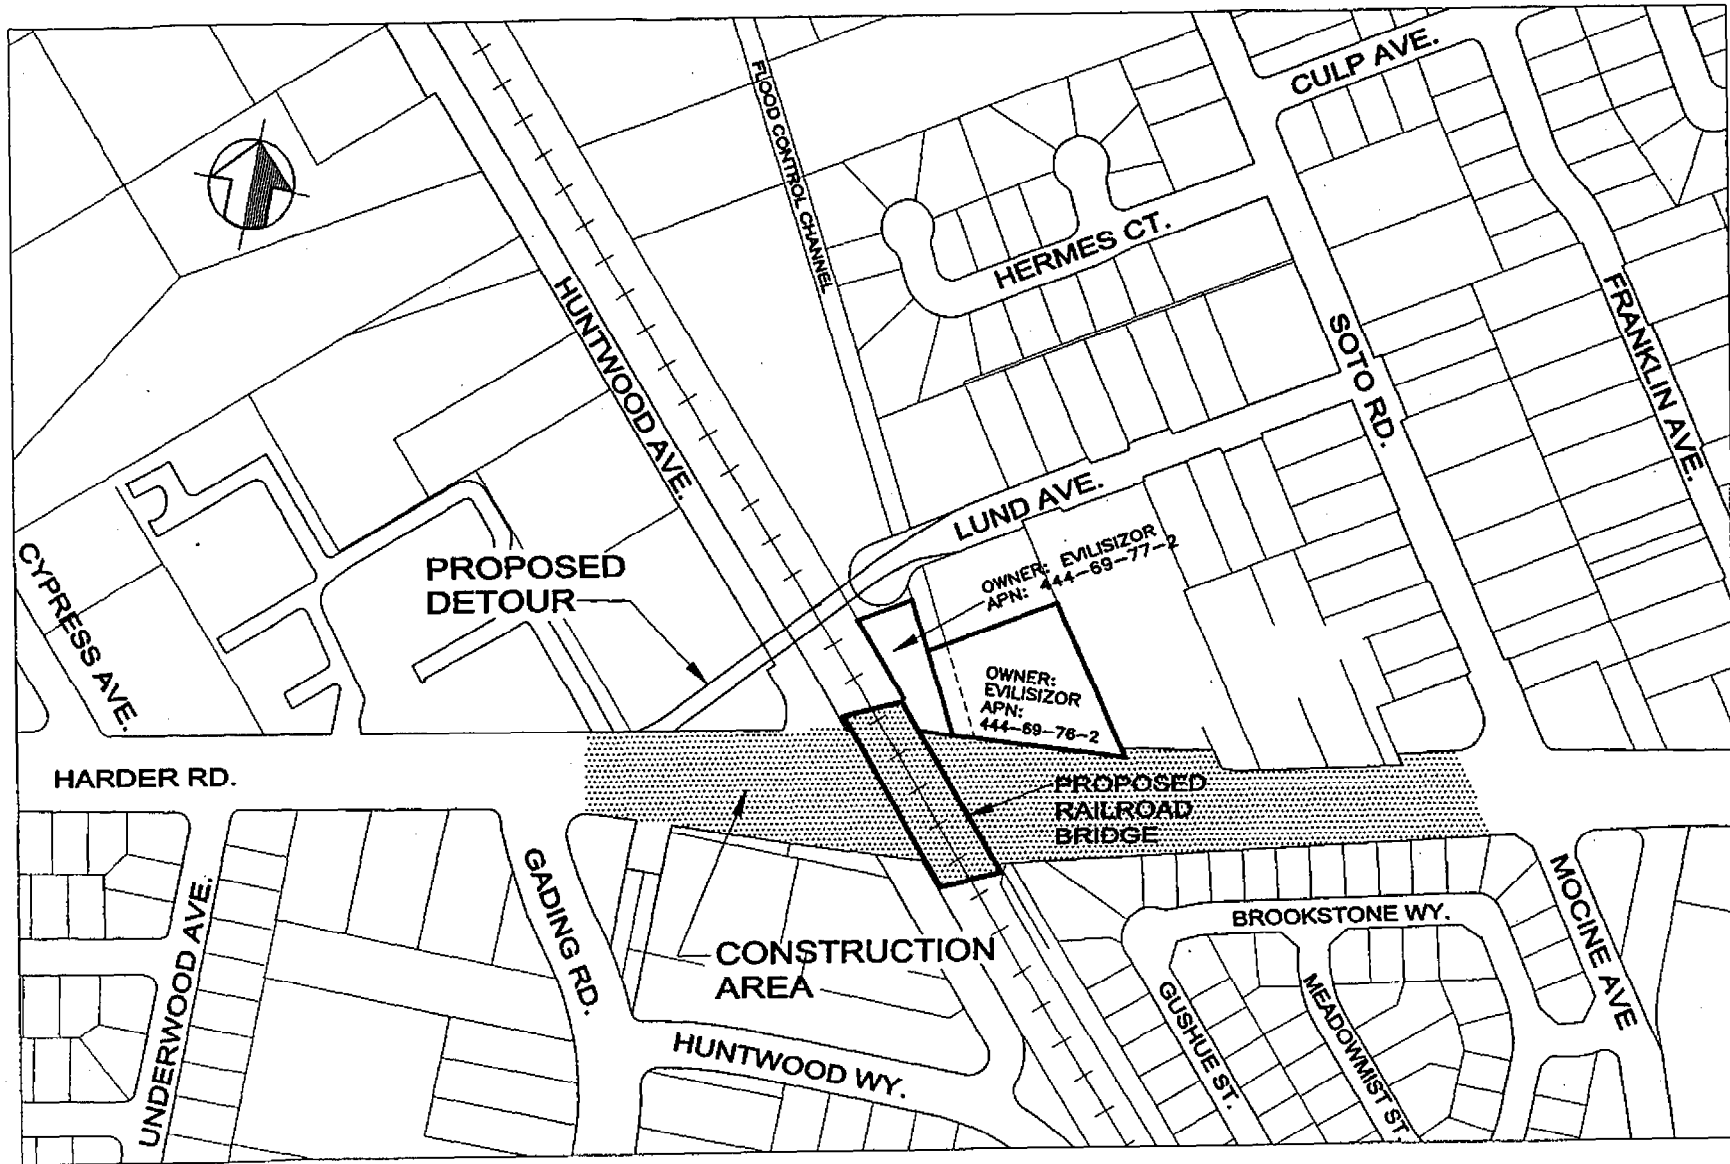 CULP AVE.
FLOOD CONTROL CHANNEL
HERMES CT.
HUNTWOOD AVE.
SOTO RD.
FRANKLIN AVE.
LUND AVE.
CYPRESS AVE.
PROPOSED
DETOUR
OWNER: EVILISIZOR
APN: 444-69-77-2
OWNER:
EVILISIZOR
APN:
444-69-76-2
HARDER RD.
PROPOSED
RAILROAD
BRIDGE
GADING RD.
UNDERWOOD AVE.
CONSTRUCTION
AREA
BROOKSTONE WY.
MOCINE AVE
GUSHUE ST.
MEADOWMIST ST.
HUNTWOOD WY.